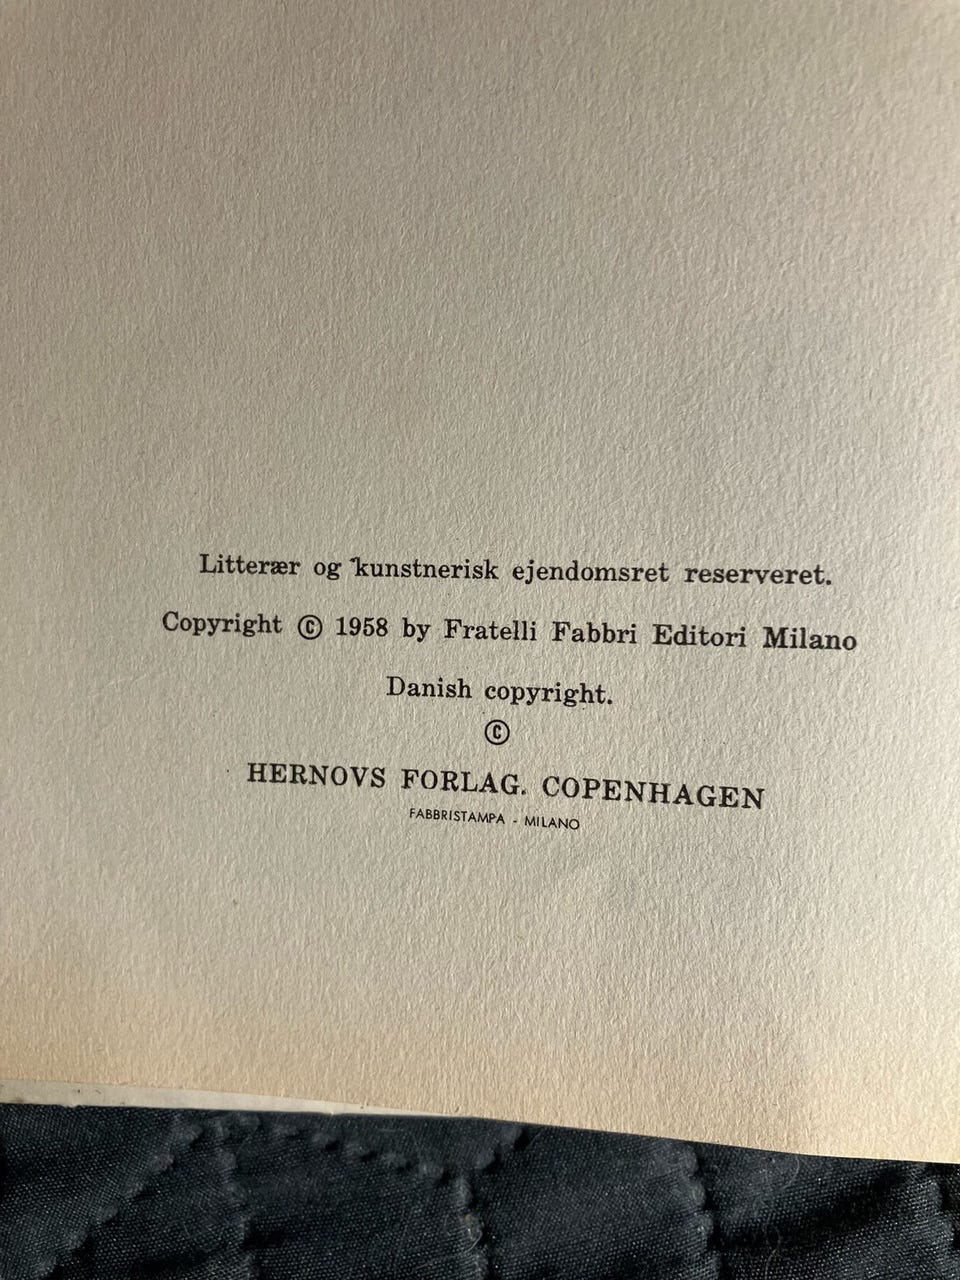 Litterær og kunstnerisk ejendomsret reserveret.
Copyright © 1958 by Fratelli Fabbri Editori Milano
Danish copyright.
©
HERNOVS FORLAG. COPENHAGEN
FABBRISTAMPA - MILANO